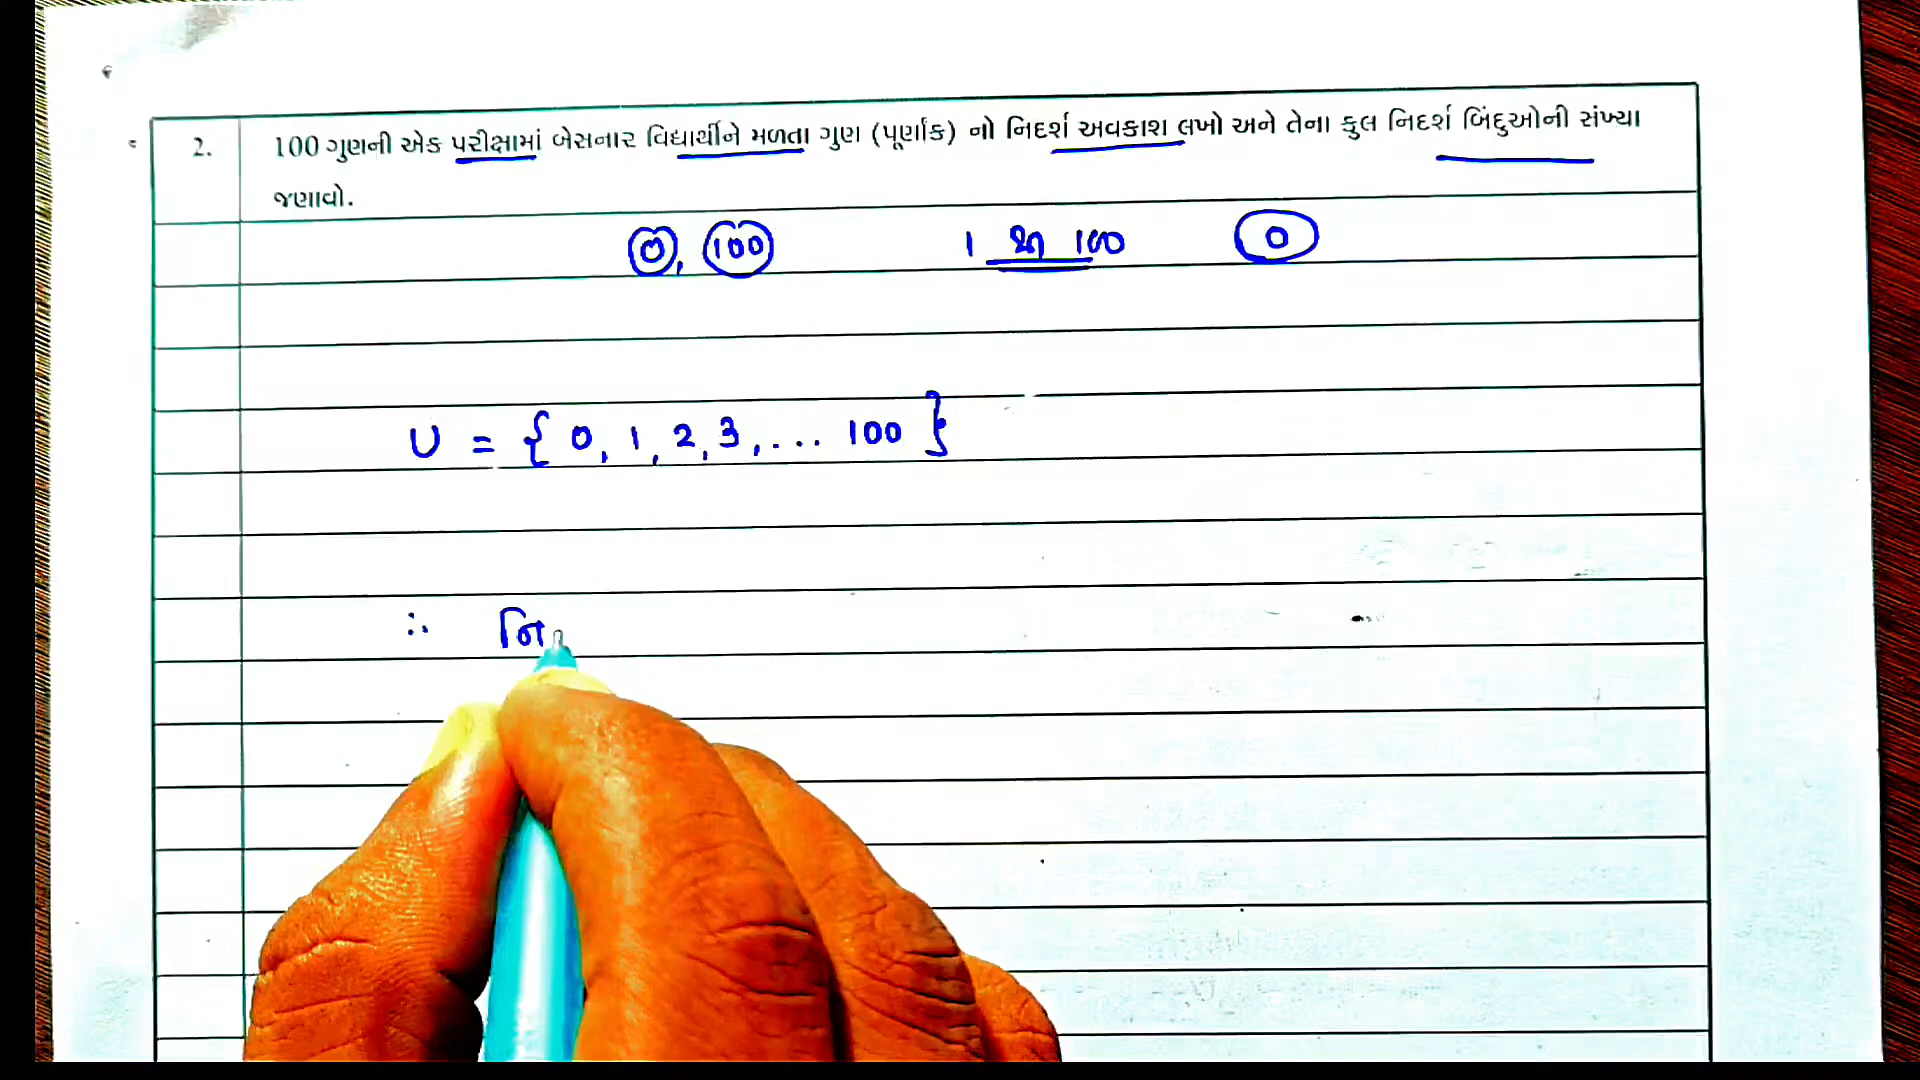 2. 100 ગુણની એક પરીક્ષામાં બેસનાર વિદ્યાર્થીને મળતા ગુણ (પૂર્ણાંક) નો નિદર્શ અવકાશ લખો અને તેના કુલ નિદર્શ બિંદુઓની સંખ્યા
જણાવો.
0, 100 1 થી 100 0
U = { 0, 1, 2, 3, ... 100 }
∴ નિ